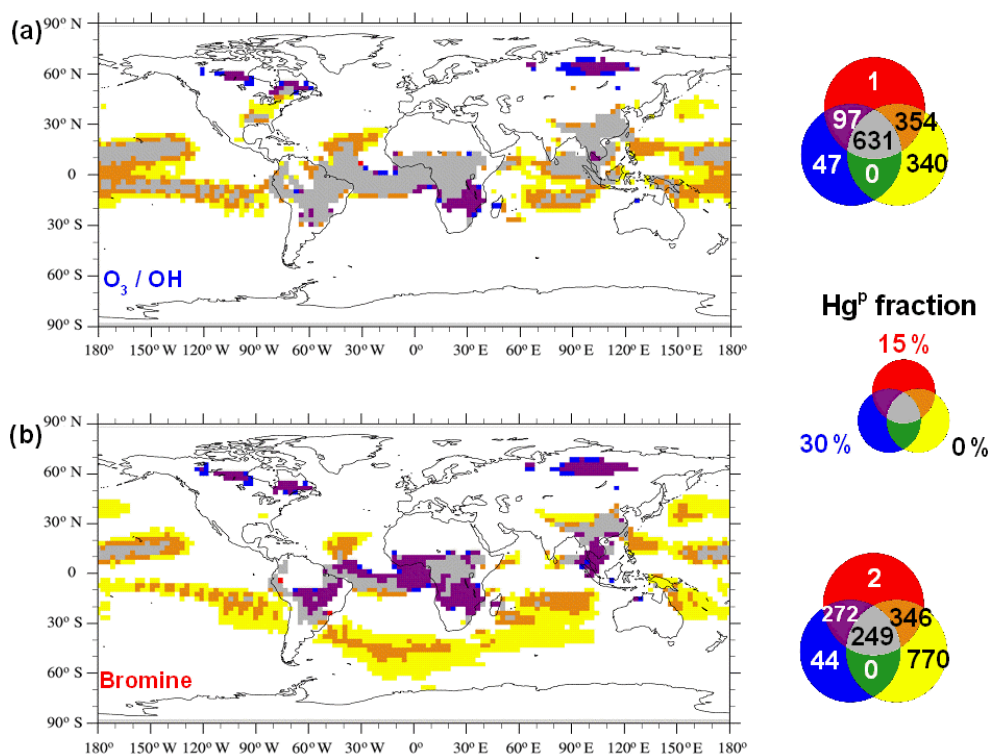 (a)
90° N
60° N
30° N
0°
30° S
60° S
90° S
O₃ / OH
180° 150° W 120° W 90° W 60° W 30° W 0° 30° E 60° E 90° E 120° E 150° E 180°
1
97 354
631
47 0 340
Hgᵖ fraction
15 %
30 % 0 %
(b)
90° N
60° N
30° N
0°
30° S
60° S
90° S
Bromine
180° 150° W 120° W 90° W 60° W 30° W 0° 30° E 60° E 90° E 120° E 150° E 180°
2
272 346
249
44 0 770